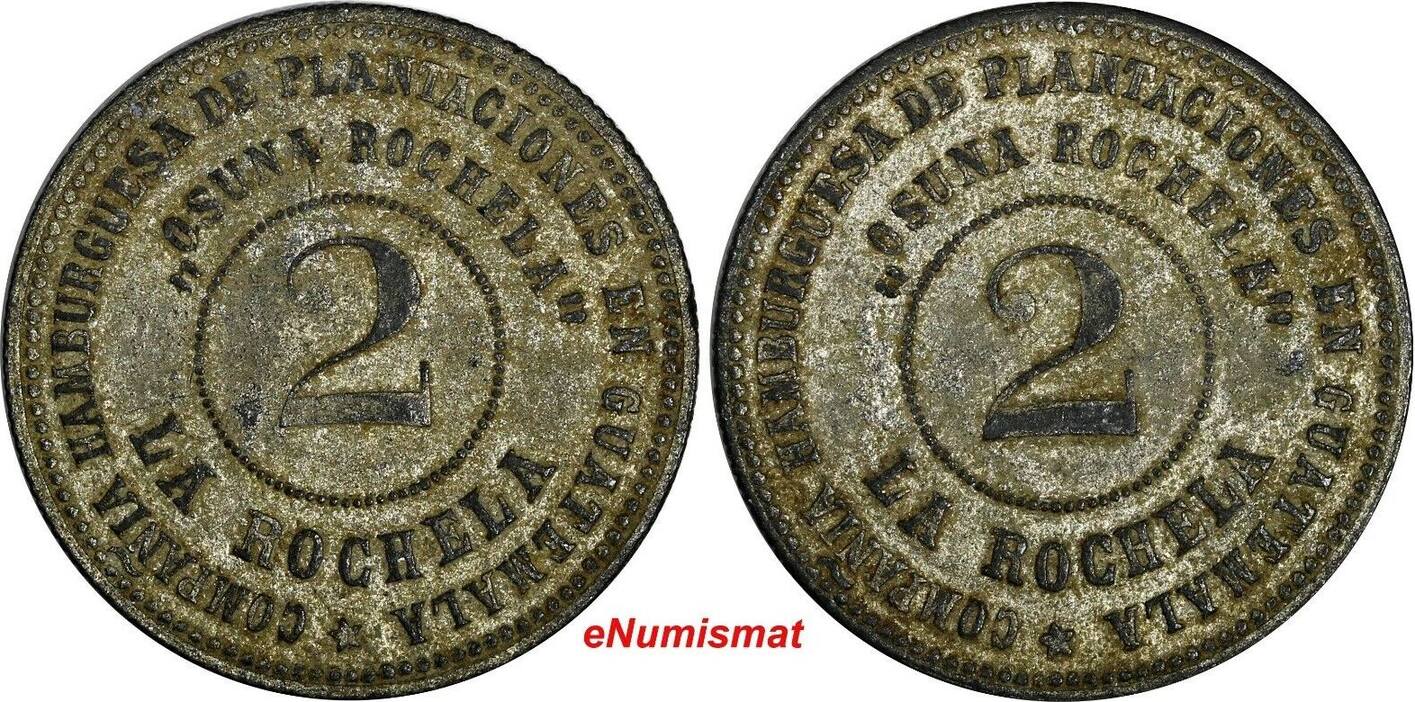 COMPAÑIA HAMBURGUESA DE PLANTACIONES EN GUATEMALA ★
„OSUNA ROCHELA"
2
LA ROCHELA
COMPAÑIA HAMBURGUESA DE PLANTACIONES EN GUATEMALA ★
„OSUNA ROCHELA"
2
LA ROCHELA
eNumismat